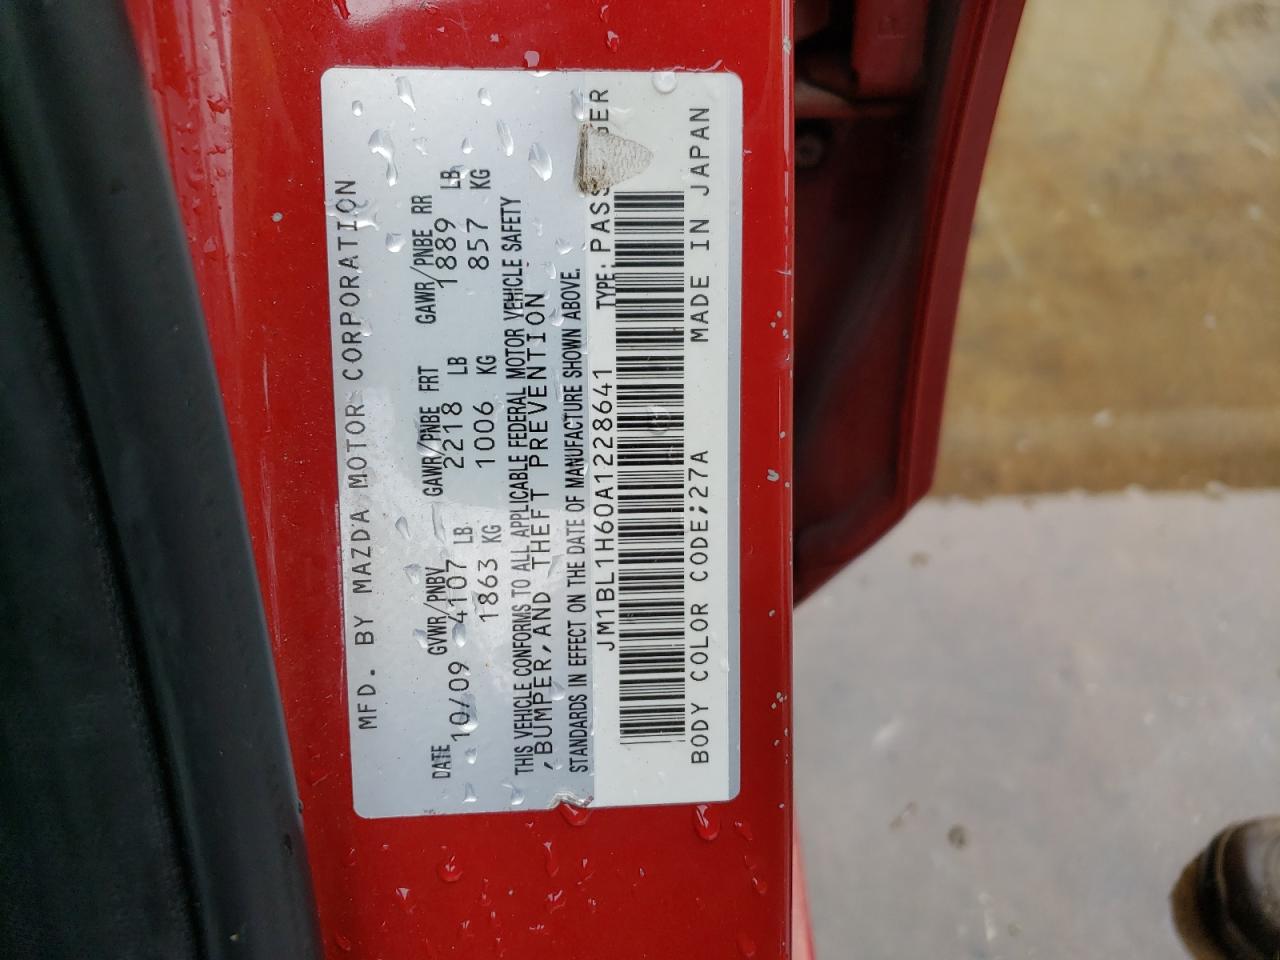 MFD. BY MAZDA MOTOR CORPORATION
DATE 10/09 GVWR/PNBV GAWR/PNBE FRT GAWR/PNBE RR
4107 LB 2218 LB 1889 LB
1863 KG 1006 KG 857 KG
THIS VEHICLE CONFORMS TO ALL APPLICABLE FEDERAL MOTOR VEHICLE SAFETY
,BUMPER,AND THEFT PREVENTION
STANDARDS IN EFFECT ON THE DATE OF MANUFACTURE SHOWN ABOVE.
JM1BL1H60A1228641 TYPE: PASSENGER
BODY COLOR CODE;27A MADE IN JAPAN